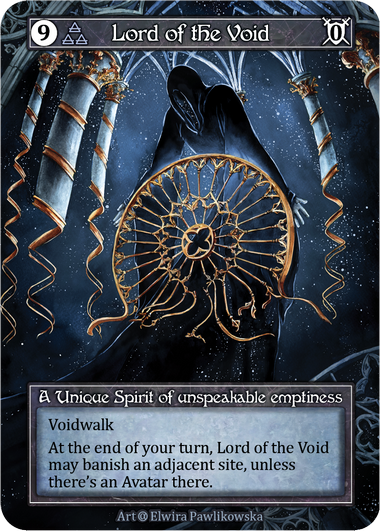 9 Lord of the Void 0
A Unique Spirit of unspeakable emptiness
Voidwalk
At the end of your turn, Lord of the Void
may banish an adjacent site, unless
there's an Avatar there.
Art @ Elwira Pawlikowska